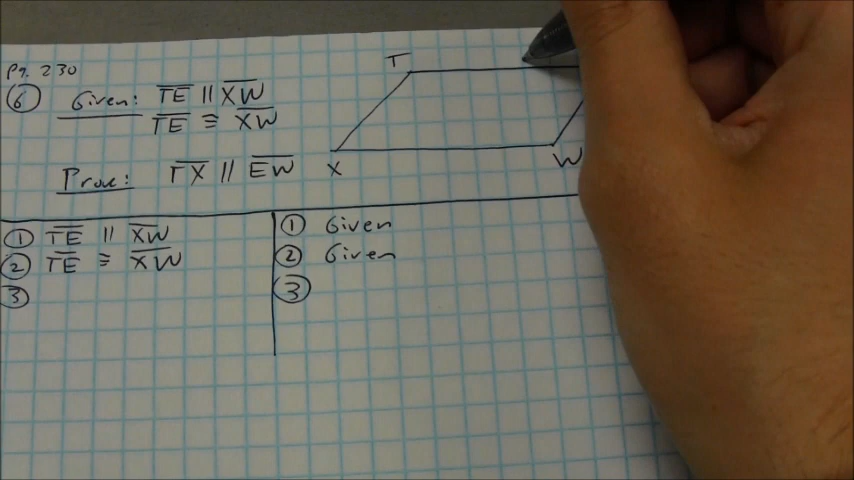 Pg. 230
6 Given: TE || XW
TE ≅ XW
Prove: TX || EW
T
X
W
1 TE || XW
2 TE ≅ XW
3
1 Given
2 Given
3